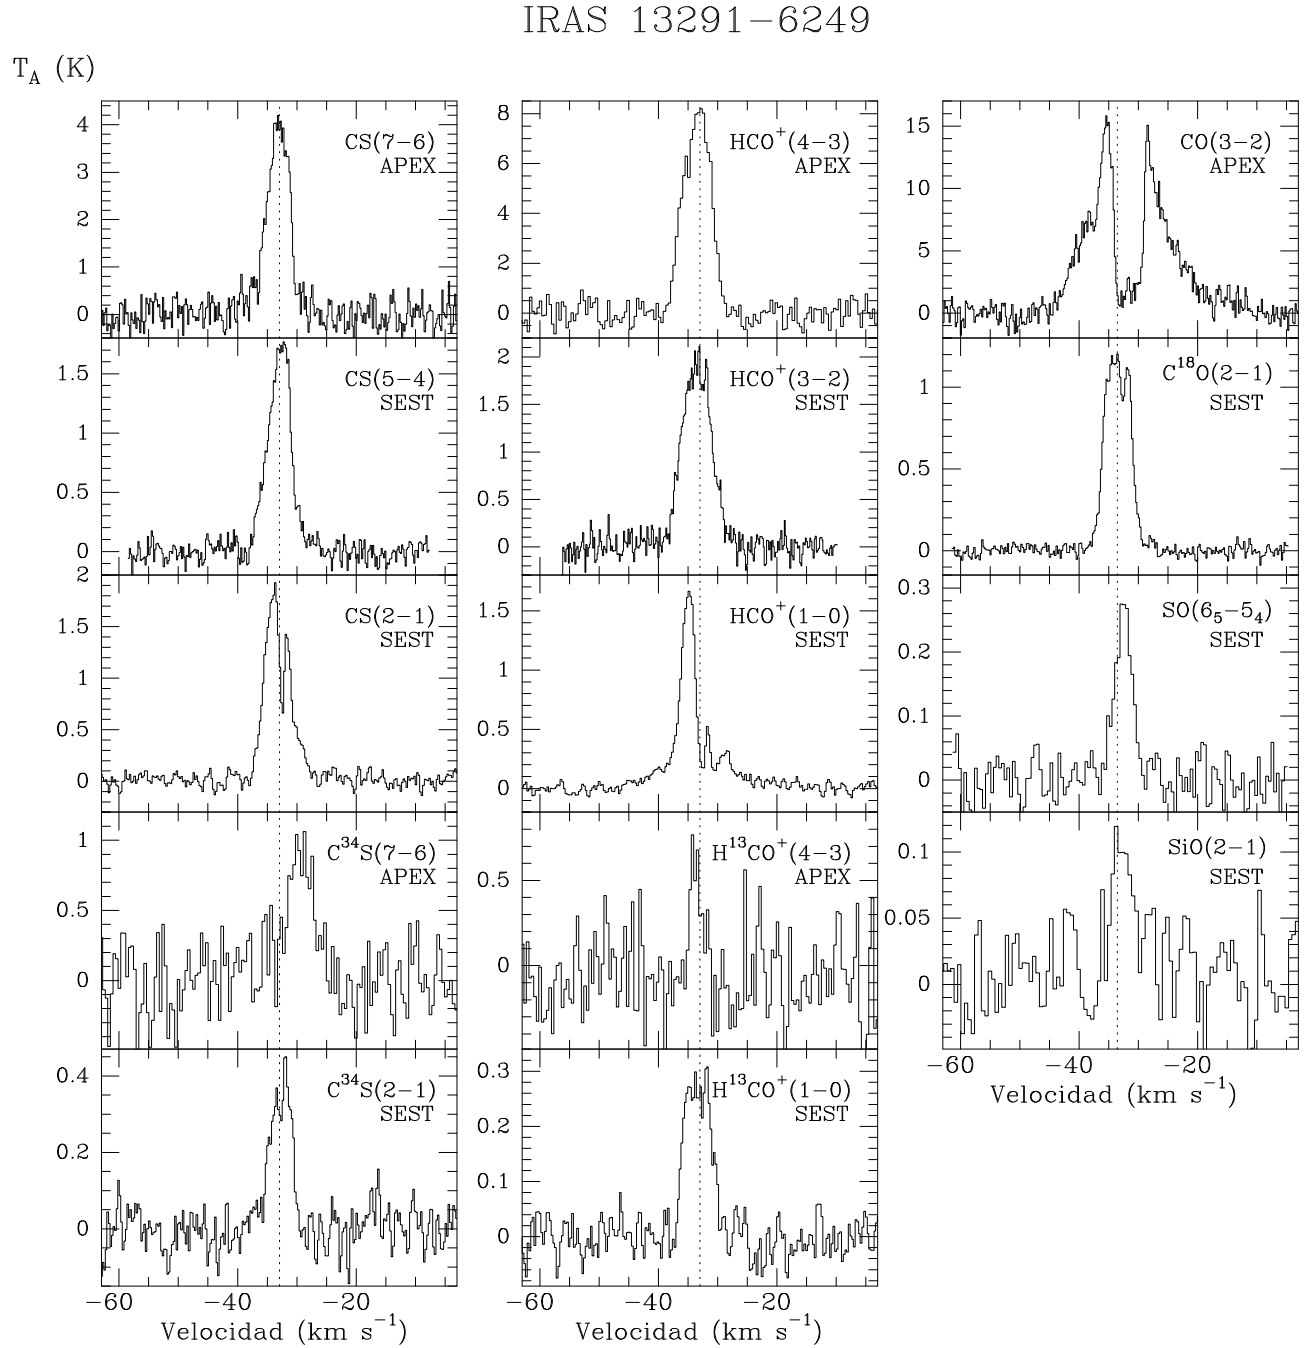 IRAS 13291−6249
T_A (K)
CS(7−6)
APEX
4
3
2
1
0
HCO⁺(4−3)
APEX
8
6
4
2
0
CO(3−2)
APEX
15
10
5
0
CS(5−4)
SEST
1.5
1
0.5
0
HCO⁺(3−2)
SEST
2
1.5
1
0.5
0
C¹⁸O(2−1)
SEST
1
0.5
0
CS(2−1)
SEST
2
1.5
1
0.5
0
HCO⁺(1−0)
SEST
1.5
1
0.5
0
SO(6₅−5₄)
SEST
0.3
0.2
0.1
0
C³⁴S(7−6)
APEX
1
0.5
0
H¹³CO⁺(4−3)
APEX
0.5
0
SiO(2−1)
SEST
0.1
0.05
0
−60 −40 −20
Velocidad (km s⁻¹)
C³⁴S(2−1)
SEST
0.4
0.2
0
−60 −40 −20
Velocidad (km s⁻¹)
H¹³CO⁺(1−0)
SEST
0.3
0.2
0.1
0
−60 −40 −20
Velocidad (km s⁻¹)